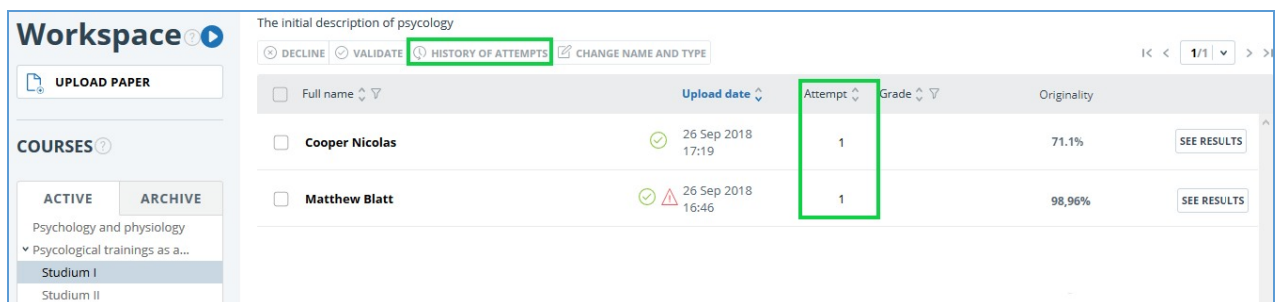 Workspace
UPLOAD PAPER
COURSES
ACTIVE ARCHIVE
Psychology and physiology
Psycological trainings as a...
Studium I
Studium II
The initial description of psycology
DECLINE VALIDATE HISTORY OF ATTEMPTS CHANGE NAME AND TYPE 1/1
Full name Upload date Attempt Grade Originality
Cooper Nicolas 26 Sep 2018 17:19 1 71.1% SEE RESULTS
Matthew Blatt 26 Sep 2018 16:46 1 98,96% SEE RESULTS